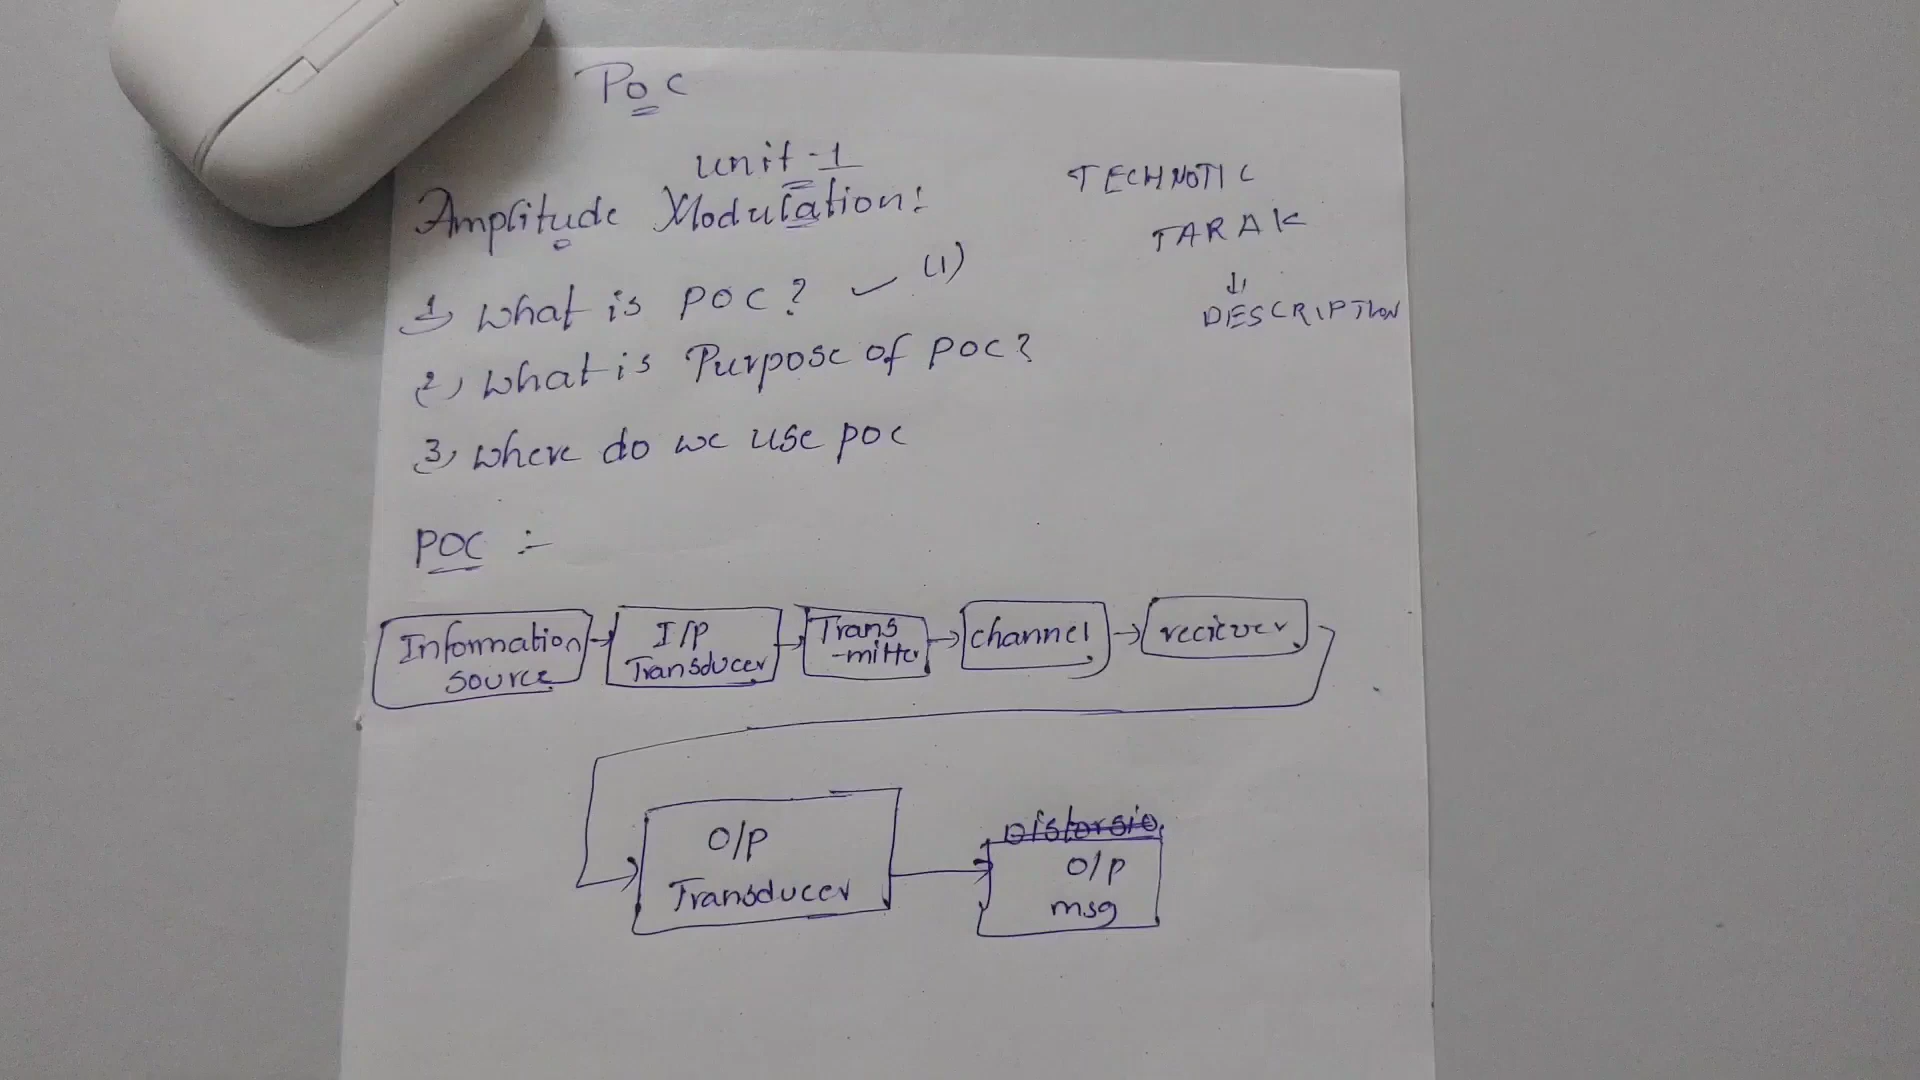 POC
unit-1
Amplitude Modulation:
TECHNOTIC
TARAK
↓
DESCRIPTION
1) What is POC? ✓ (1)
2) What is Purpose of POC?
3) Where do we use POC
POC :-
Information
source
I/P
Transducer
Trans
-mitter
channel
reciever
O/P
Transducer
Distorsio
O/P
msg